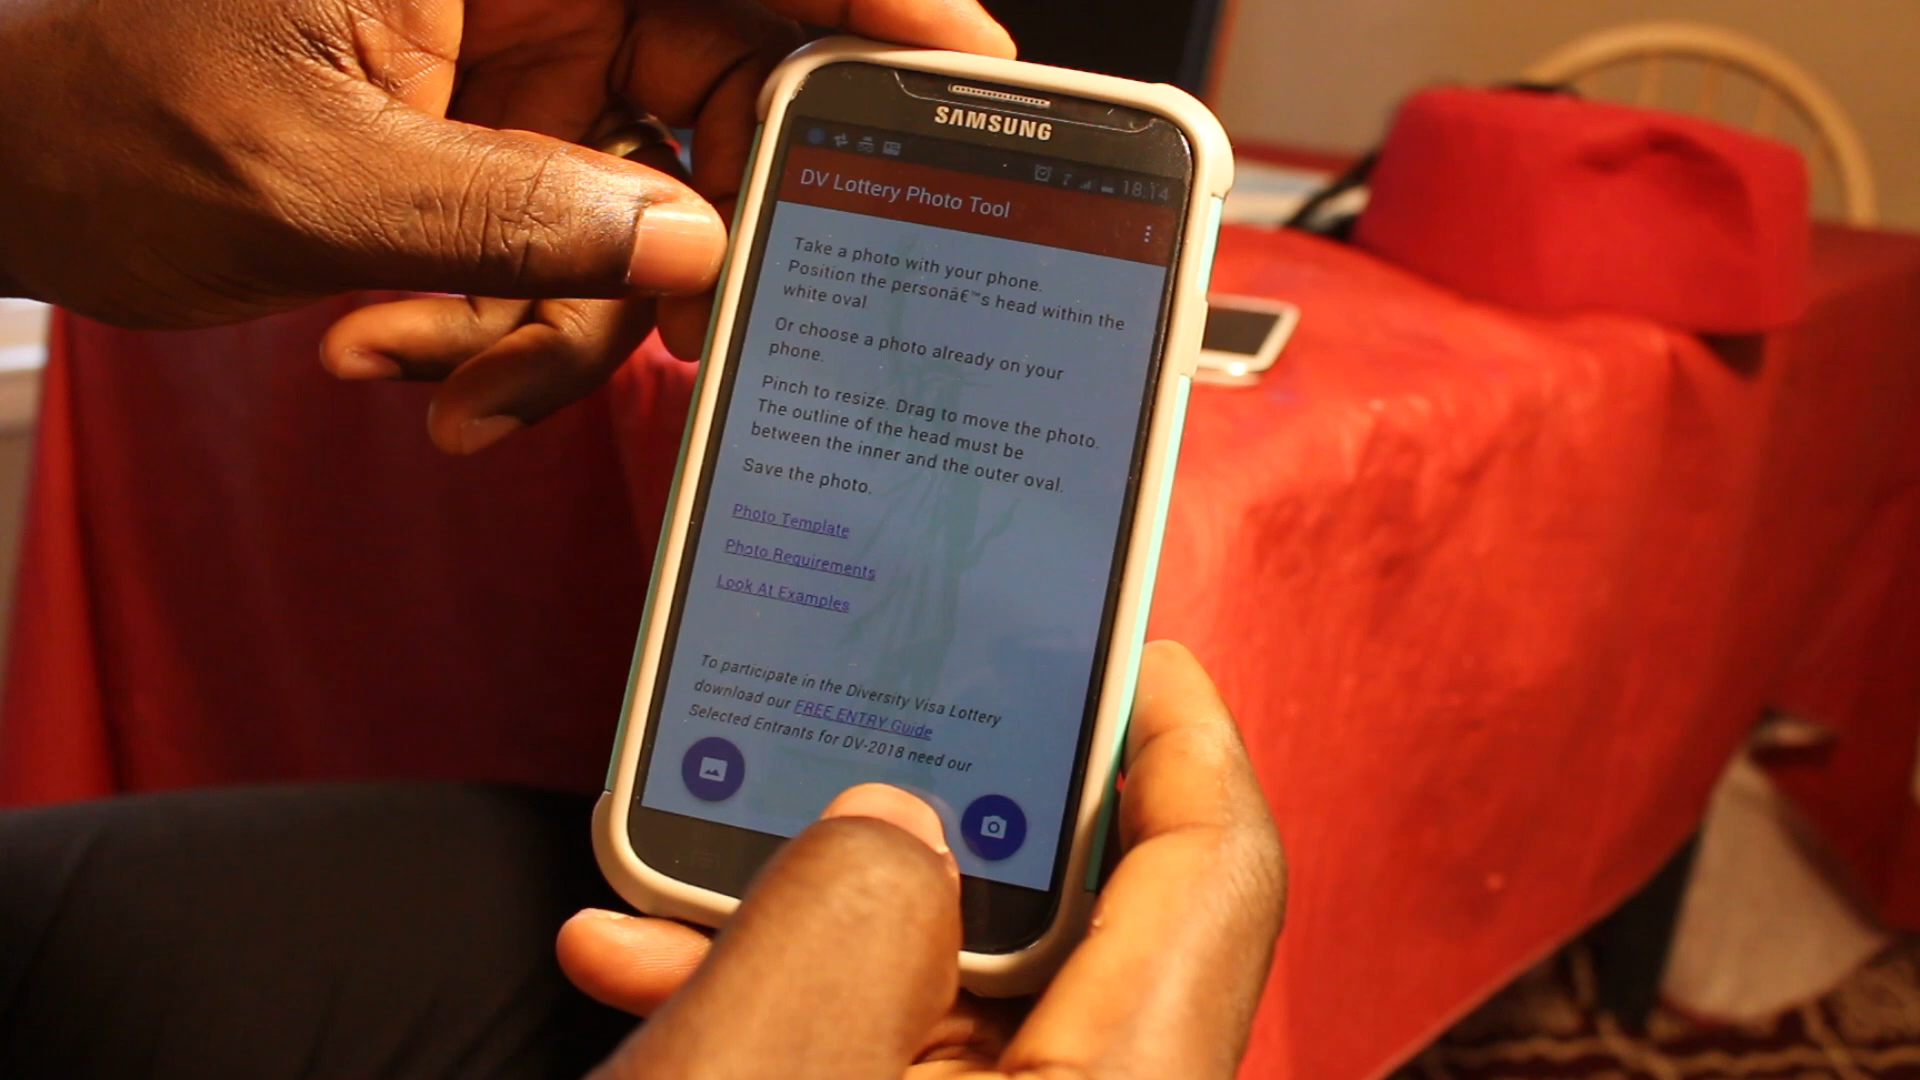 SAMSUNG
18:14
DV Lottery Photo Tool
Take a photo with your phone.
Position the personâ€™s head within the
white oval.
Or choose a photo already on your
phone.
Pinch to resize. Drag to move the photo.
The outline of the head must be
between the inner and the outer oval.
Save the photo.
Photo Template
Photo Requirements
Look At Examples
To participate in the Diversity Visa Lottery
download our FREE ENTRY Guide
Selected Entrants for DV-2018 need our